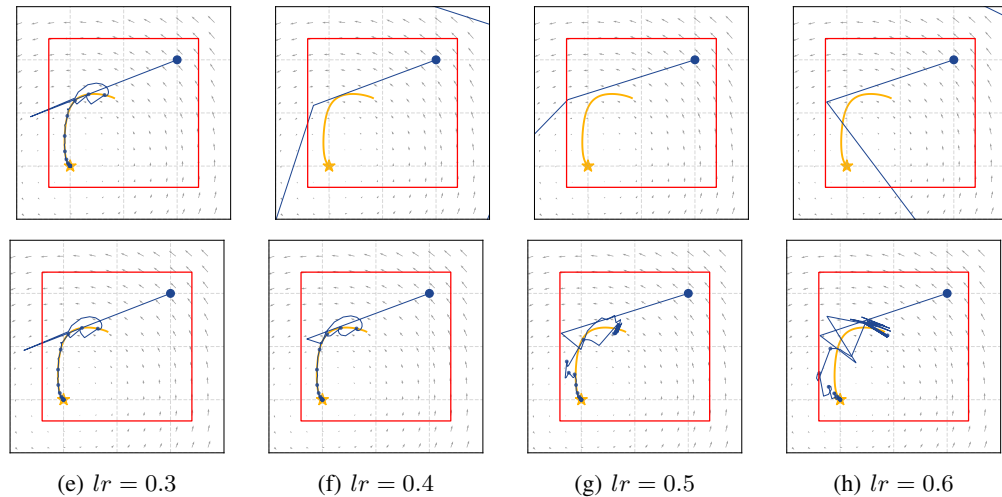 (e) lr = 0.3 (f) lr = 0.4 (g) lr = 0.5 (h) lr = 0.6